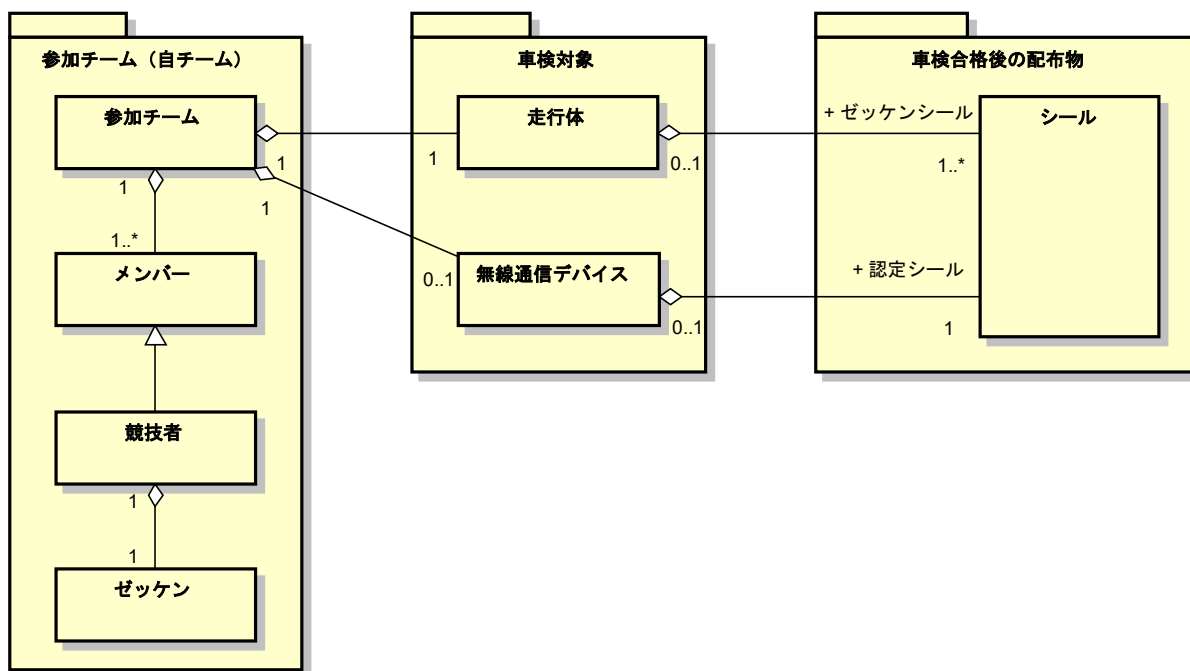 参加チーム（自チーム）
参加チーム
1
1
1
1..*
メンバー
競技者
1
1
ゼッケン
車検対象
走行体
1
0..1
無線通信デバイス
0..1
0..1
車検合格後の配布物
+ ゼッケンシール
1..*
シール
+ 認定シール
1